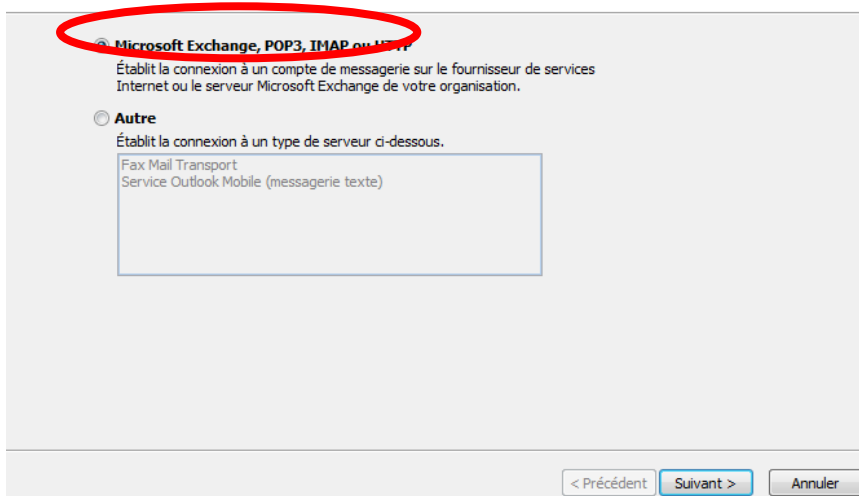 Microsoft Exchange, POP3, IMAP ou HTTP
Établit la connexion à un compte de messagerie sur le fournisseur de services
Internet ou le serveur Microsoft Exchange de votre organisation.
Autre
Établit la connexion à un type de serveur ci-dessous.
Fax Mail Transport
Service Outlook Mobile (messagerie texte)
< Précédent Suivant > Annuler